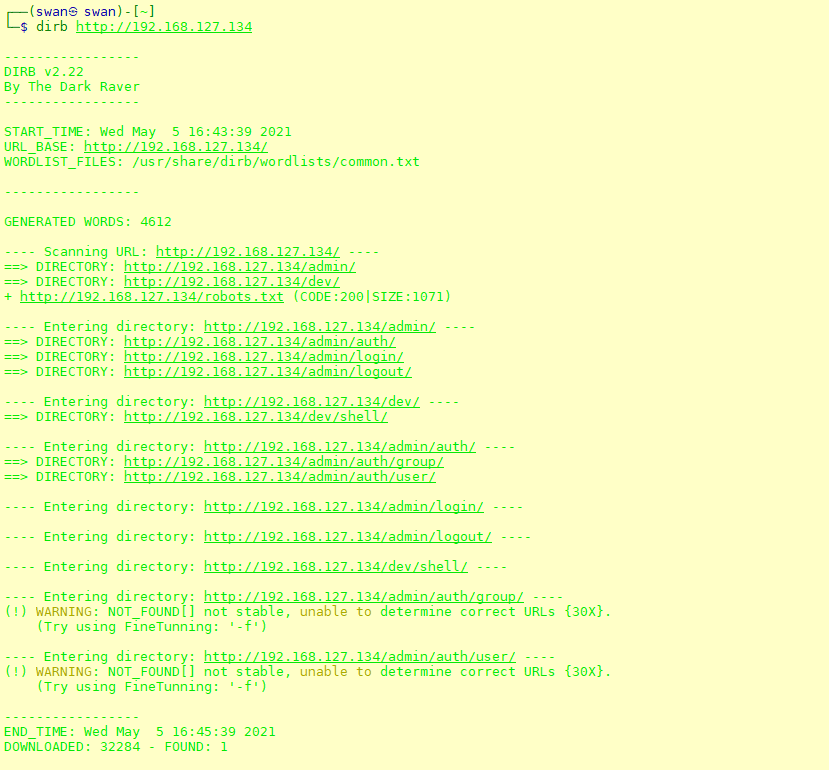 ┌──(swan㉿ swan)-[~]
└─$ dirb http://192.168.127.134
-----------------
DIRB v2.22
By The Dark Raver
-----------------
START_TIME: Wed May  5 16:43:39 2021
URL_BASE: http://192.168.127.134/
WORDLIST_FILES: /usr/share/dirb/wordlists/common.txt
-----------------
GENERATED WORDS: 4612
---- Scanning URL: http://192.168.127.134/ ----
==> DIRECTORY: http://192.168.127.134/admin/
==> DIRECTORY: http://192.168.127.134/dev/
+ http://192.168.127.134/robots.txt (CODE:200|SIZE:1071)
---- Entering directory: http://192.168.127.134/admin/ ----
==> DIRECTORY: http://192.168.127.134/admin/auth/
==> DIRECTORY: http://192.168.127.134/admin/login/
==> DIRECTORY: http://192.168.127.134/admin/logout/
---- Entering directory: http://192.168.127.134/dev/ ----
==> DIRECTORY: http://192.168.127.134/dev/shell/
---- Entering directory: http://192.168.127.134/admin/auth/ ----
==> DIRECTORY: http://192.168.127.134/admin/auth/group/
==> DIRECTORY: http://192.168.127.134/admin/auth/user/
---- Entering directory: http://192.168.127.134/admin/login/ ----
---- Entering directory: http://192.168.127.134/admin/logout/ ----
---- Entering directory: http://192.168.127.134/dev/shell/ ----
---- Entering directory: http://192.168.127.134/admin/auth/group/ ----
(!) WARNING: NOT_FOUND[] not stable, unable to determine correct URLs {30X}.
    (Try using FineTunning: '-f')
---- Entering directory: http://192.168.127.134/admin/auth/user/ ----
(!) WARNING: NOT_FOUND[] not stable, unable to determine correct URLs {30X}.
    (Try using FineTunning: '-f')
-----------------
END_TIME: Wed May  5 16:45:39 2021
DOWNLOADED: 32284 - FOUND: 1